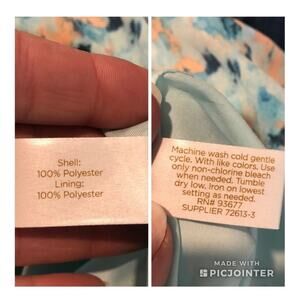 Shell:
100% Polyester
Lining:
100% Polyester
Machine wash cold gentle
cycle. With like colors. Use
only non-chlorine bleach
when needed. Tumble
dry low. Iron on lowest
setting as needed.
RN# 93677
SUPPLIER 72613-3
MADE WITH
PICJOINTER